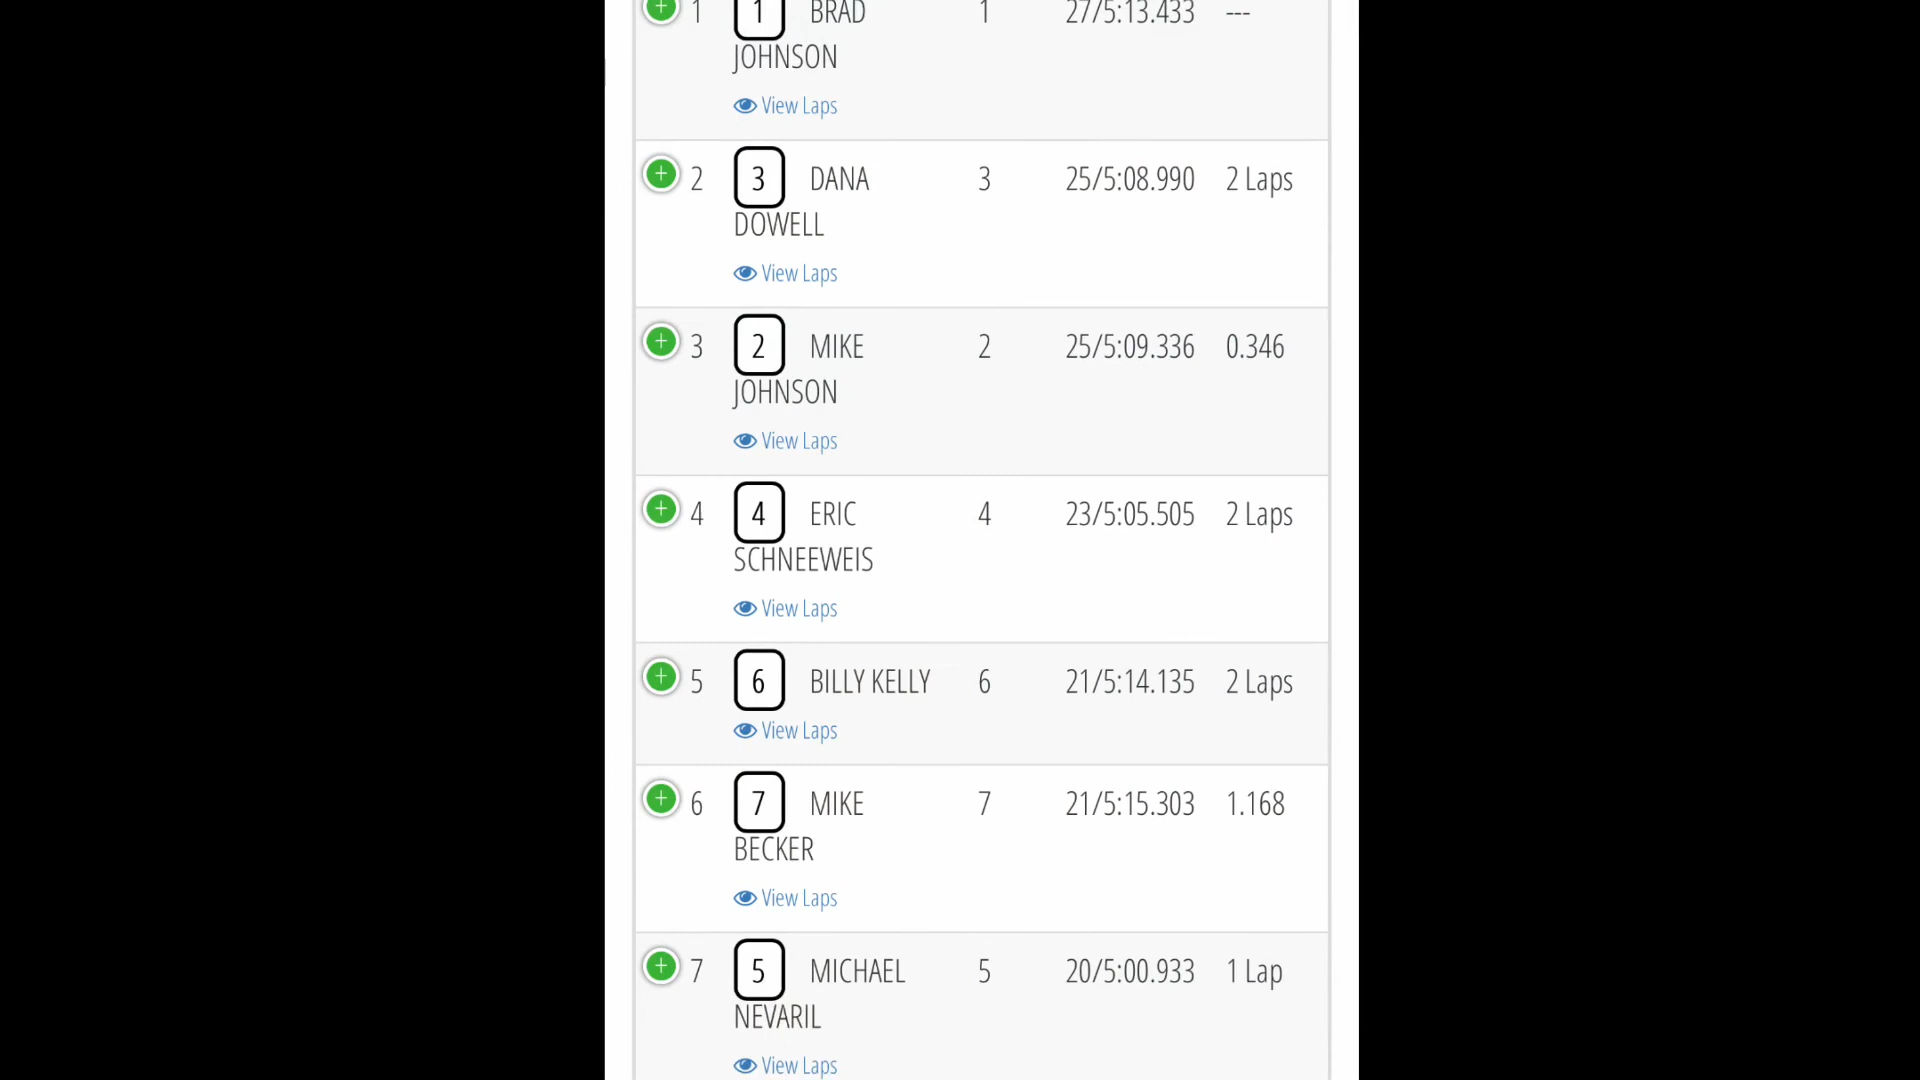 1 1 BRAD 1 27/5:13.433 ---
JOHNSON
View Laps
2 3 DANA 3 25/5:08.990 2 Laps
DOWELL
View Laps
3 2 MIKE 2 25/5:09.336 0.346
JOHNSON
View Laps
4 4 ERIC 4 23/5:05.505 2 Laps
SCHNEEWEIS
View Laps
5 6 BILLY KELLY 6 21/5:14.135 2 Laps
View Laps
6 7 MIKE 7 21/5:15.303 1.168
BECKER
View Laps
7 5 MICHAEL 5 20/5:00.933 1 Lap
NEVARIL
View Laps